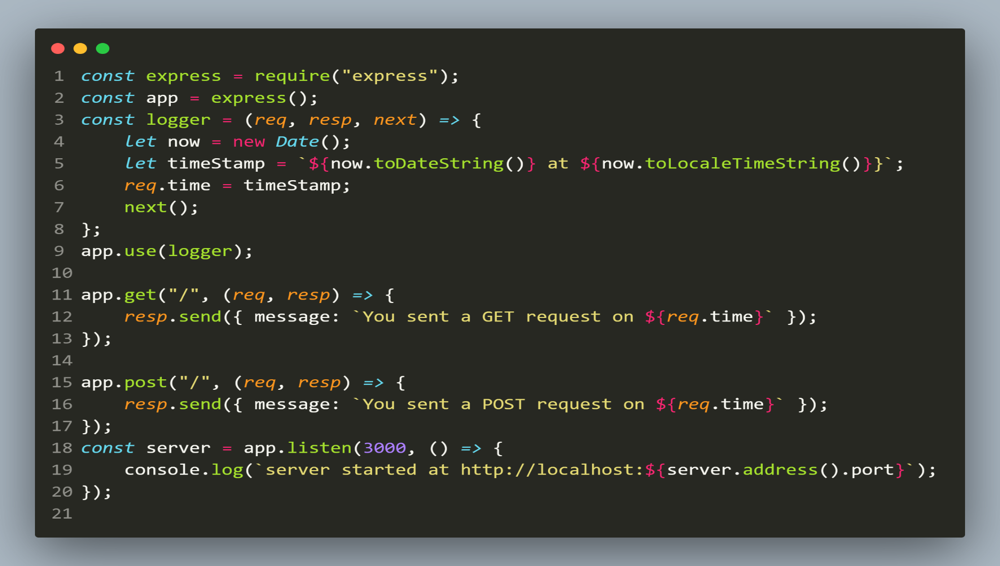 1 const express = require("express");
2 const app = express();
3 const logger = (req, resp, next) => {
4     let now = new Date();
5     let timeStamp = `${now.toDateString()} at ${now.toLocaleTimeString()}}`;
6     req.time = timeStamp;
7     next();
8 };
9 app.use(logger);
10
11 app.get("/", (req, resp) => {
12     resp.send({ message: `You sent a GET request on ${req.time}` });
13 });
14
15 app.post("/", (req, resp) => {
16     resp.send({ message: `You sent a POST request on ${req.time}` });
17 });
18 const server = app.listen(3000, () => {
19     console.log(`server started at http://localhost:${server.address().port}`);
20 });
21